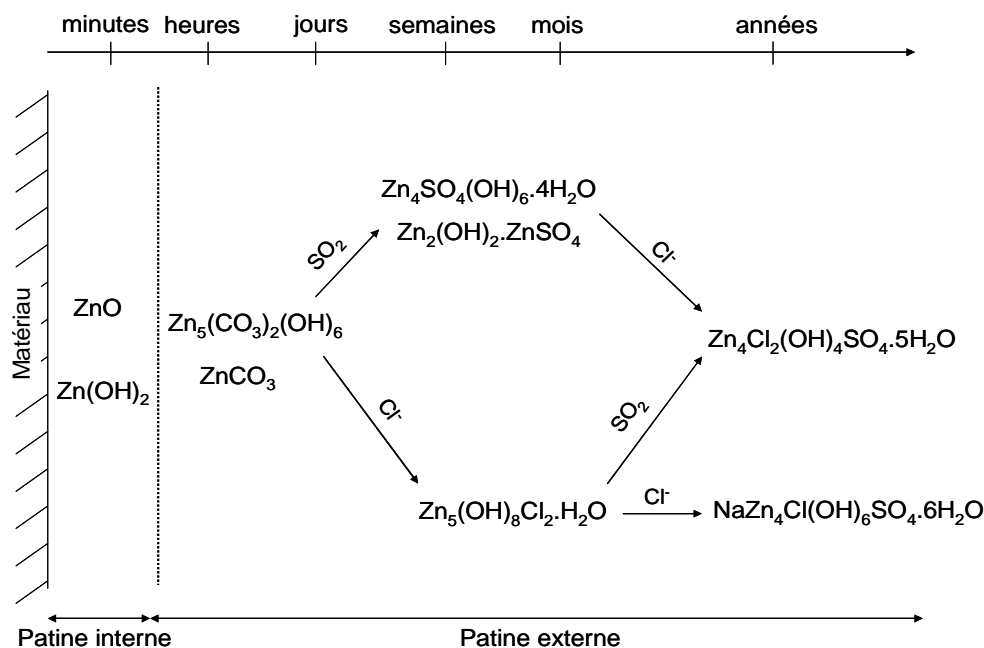 minutes heures jours semaines mois années
Zn₄SO₄(OH)₆.4H₂O
Zn₂(OH)₂.ZnSO₄
SO₂
Cl⁻
Matériau
ZnO
Zn(OH)₂
Zn₅(CO₃)₂(OH)₆
ZnCO₃
Zn₄Cl₂(OH)₄SO₄.5H₂O
Cl⁻
SO₂
Zn₅(OH)₈Cl₂.H₂O
Cl⁻
NaZn₄Cl(OH)₆SO₄.6H₂O
Patine interne
Patine externe